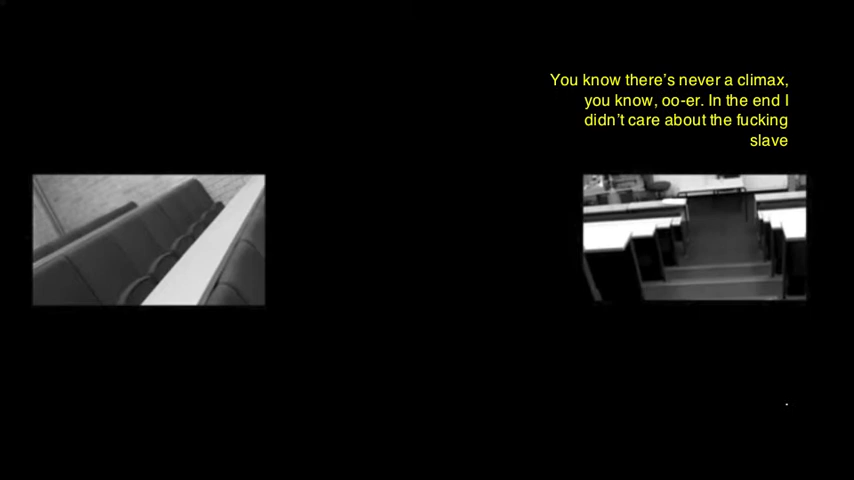 You know there's never a climax,
you know, oo-er. In the end I
didn't care about the fucking
slave
.